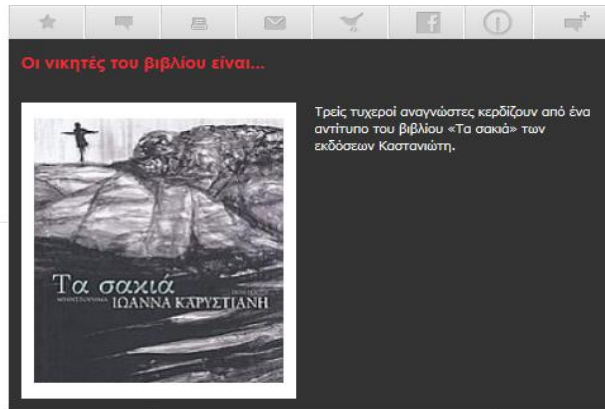 Οι νικητές του βιβλίου είναι...
Τρεις τυχεροί αναγνώστες κερδίζουν από ένα
αντίτυπο του βιβλίου «Τα σακιά» των
εκδόσεων Καστανιώτη.
Τα σακιά
ΙΩΑΝΝΑ ΚΑΡΥΣΤΙΑΝΗ